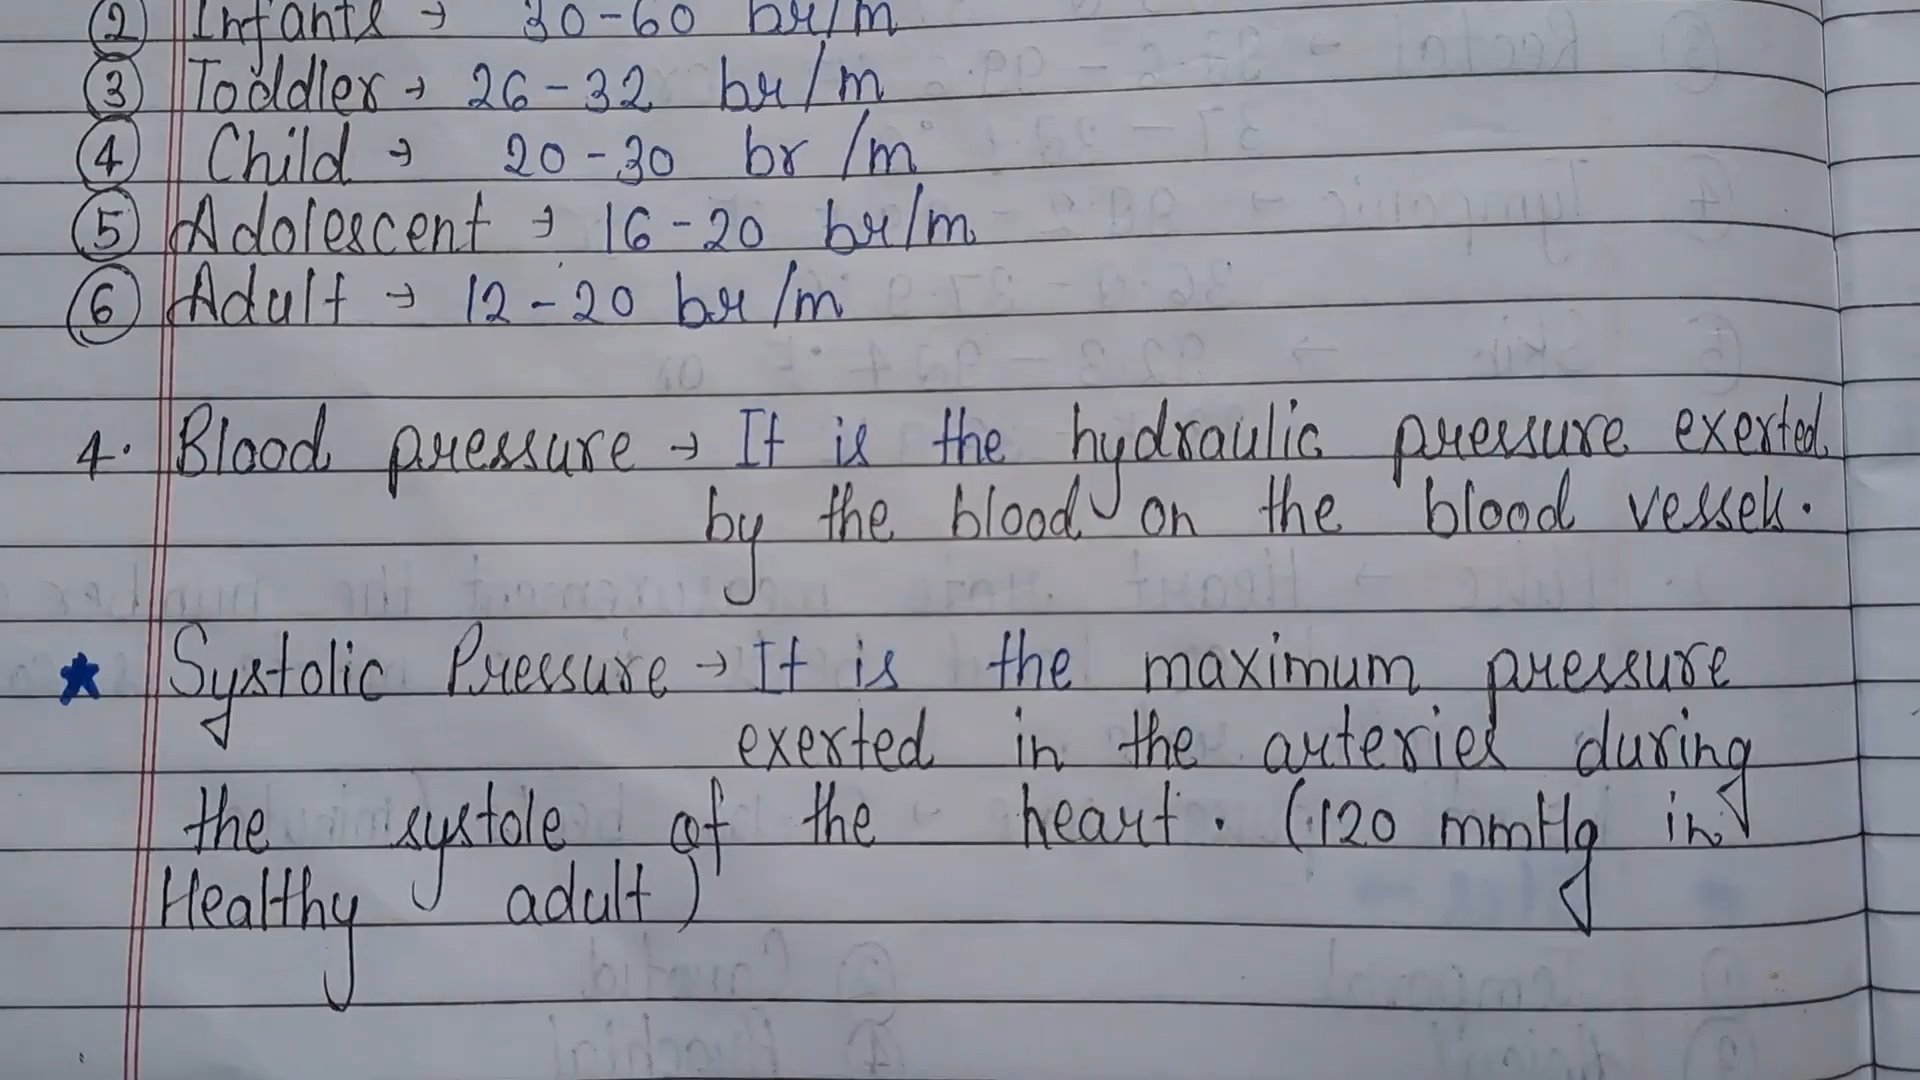 ② Infants → 30-60 br/m
③ Toddler → 26-32 br/m
④ Child → 20-30 br/m
⑤ Adolescent → 16-20 br/m
⑥ Adult → 12-20 br/m
4. Blood pressure → It is the hydraulic pressure exerted
by the blood on the blood vessels.
★ Systolic Pressure → It is the maximum pressure
exerted in the arteries during
the systole of the heart. (120 mmHg in
Healthy adult)